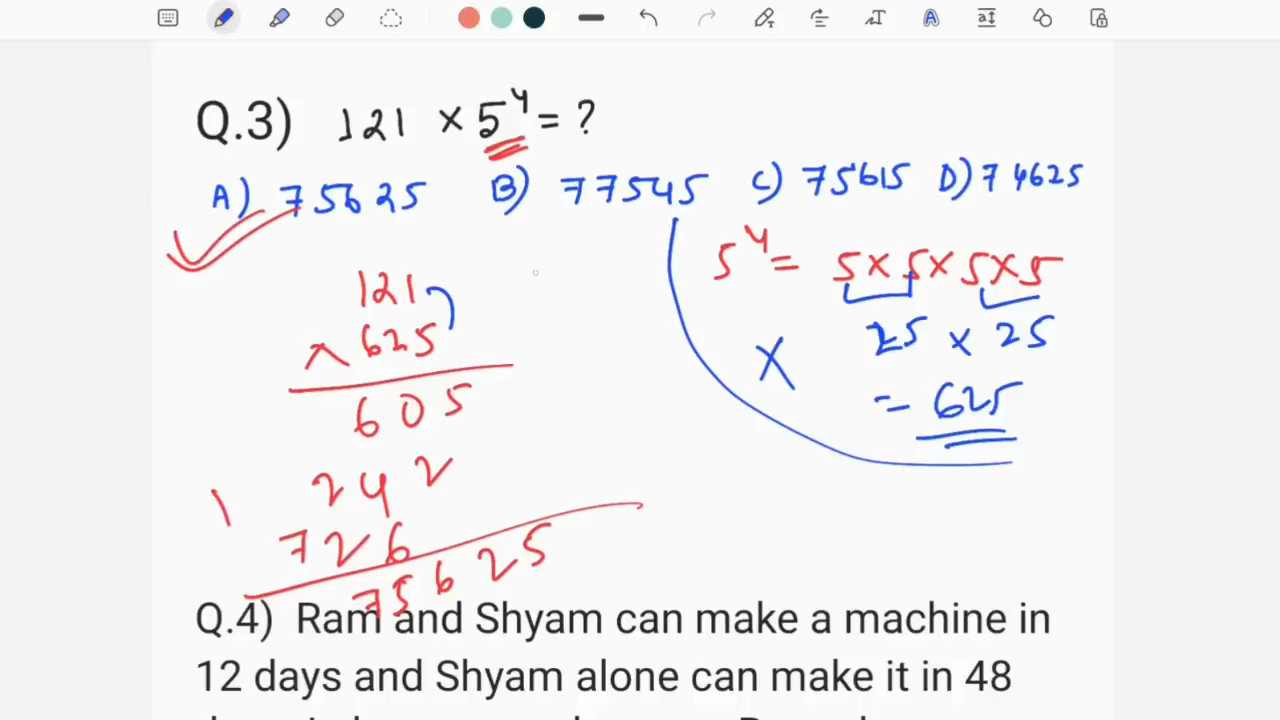 Q.3) 121 × 5⁴ = ?
A) 75625 B) 77545 C) 75615 D) 74625
5⁴ = 5×5×5×5
25 × 25
= 625
X
121
× 625
605
242
1
726
75625
Q.4) Ram and Shyam can make a machine in
12 days and Shyam alone can make it in 48